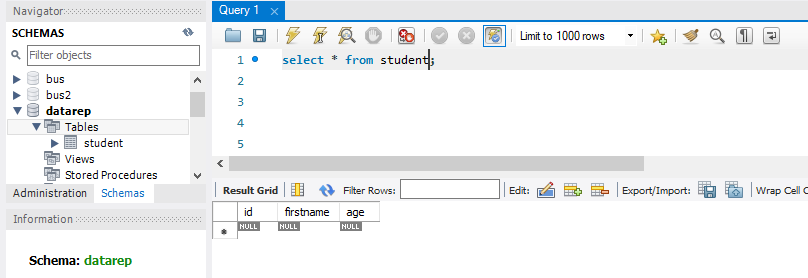 Navigator
SCHEMAS
Filter objects
bus
bus2
datarep
Tables
student
Views
Stored Procedures
Administration Schemas
Information
Schema: datarep
Query 1
Limit to 1000 rows
1 select * from student;
2
3
4
5
Result Grid Filter Rows: Edit: Export/Import: Wrap Cell C
id firstname age
NULL NULL NULL